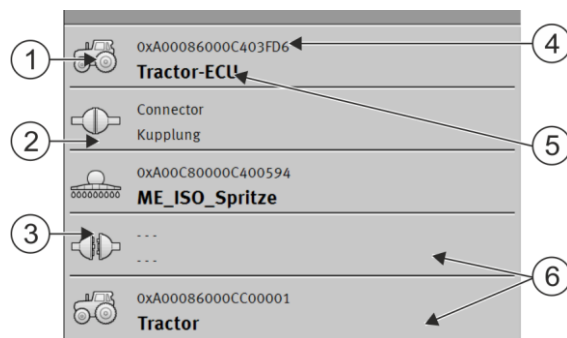 0xA00086000C403FD6
Tractor-ECU
Connector
Kupplung
0xA00C80000C400594
ME_ISO_Spritze
- - -
- - -
0xA00086000CC00001
Tractor
1
2
3
4
5
6